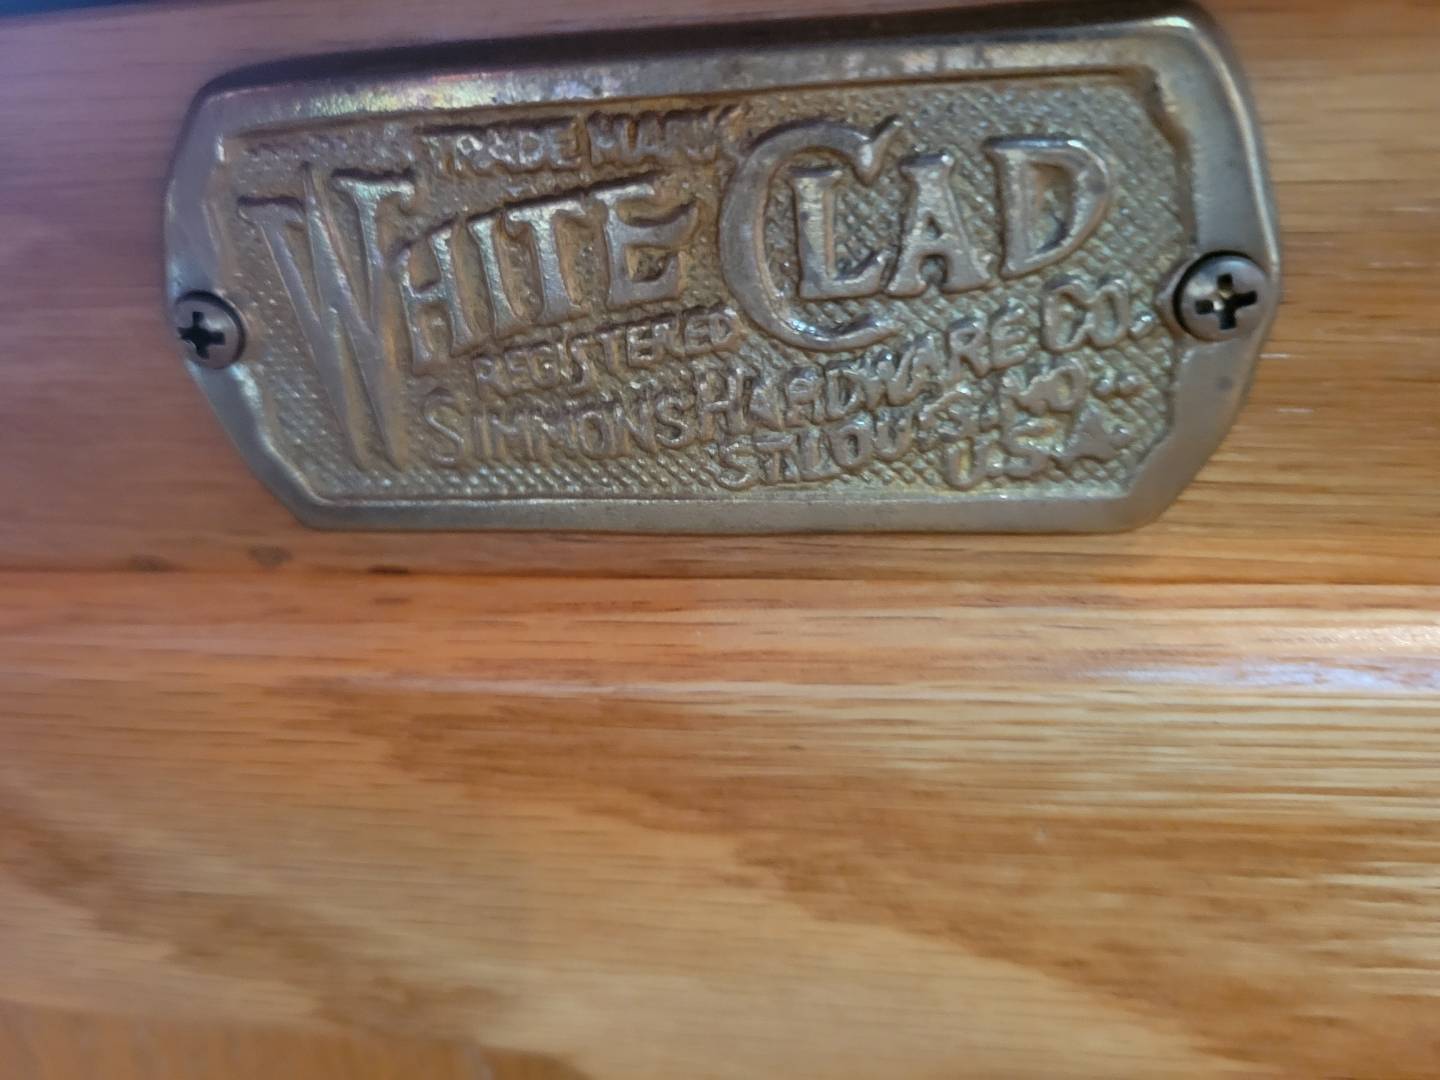 TRADE MARK
WHITE CLAD
REGISTERED
SIMMONS HARDWARE CO.
ST. LOUIS. MO..
U.S.A.